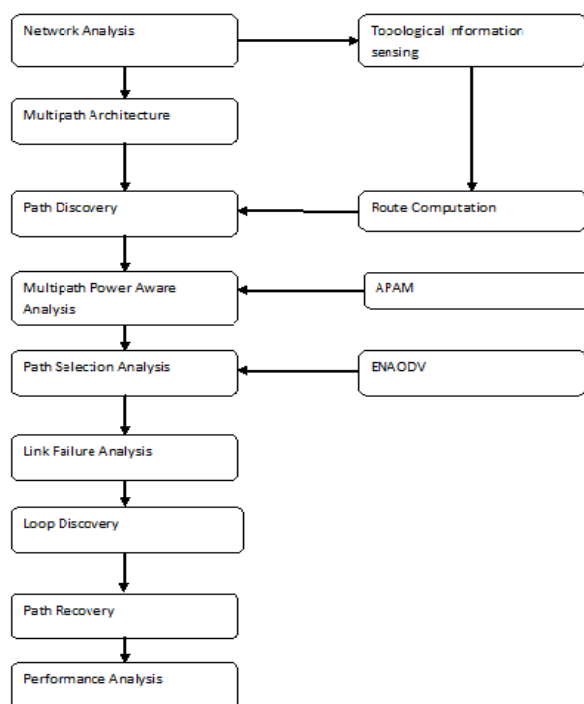 Network Analysis
Topological information
sensing
Multipath Architecture
Path Discovery
Route Computation
Multipath Power Aware
Analysis
APAM
Path Selection Analysis
ENAODV
Link Failure Analysis
Loop Discovery
Path Recovery
Performance Analysis